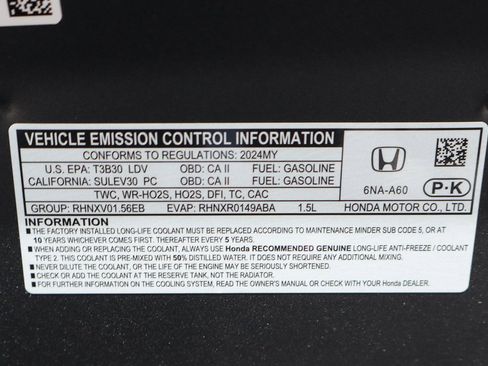 VEHICLE EMISSION CONTROL INFORMATION
CONFORMS TO REGULATIONS: 2024MY
U.S. EPA: T3B30 LDV OBD: CA II FUEL: GASOLINE
CALIFORNIA: SULEV30 PC OBD: CA II FUEL: GASOLINE
TWC, WR-HO2S, HO2S, DFI, TC, CAC
GROUP: RHNXV01.56EB EVAP: RHNXR0149ABA 1.5L
6NA-A60
P·K
HONDA MOTOR CO., LTD.
INFORMATION
■ THE FACTORY INSTALLED LONG-LIFE COOLANT MUST BE REPLACED ACCORDING TO MAINTENANCE MINDER SUB CODE 5, OR AT
10 YEARS WHICHEVER COMES FIRST. THEREAFTER EVERY 5 YEARS.
■ WHEN ADDING OR REPLACING THE COOLANT, ALWAYS USE Honda RECOMMENDED GENUINE LONG-LIFE ANTI-FREEZE / COOLANT
TYPE 2. THIS COOLANT IS PRE-MIXED WITH 50% DISTILLED WATER. IT DOES NOT REQUIRE ANY ADDITIONAL MIXING.
■ NEVER DILUTE THE COOLANT, OR THE LIFE OF THE ENGINE MAY BE SERIOUSLY SHORTENED.
■ CHECK OR ADD THE COOLANT AT THE RESERVE TANK, NOT THE RADIATOR.
■ FOR FURTHER INFORMATION ON THE COOLING SYSTEM, READ THE OWNER'S MANUAL OR CHECK WITH YOUR Honda DEALER.